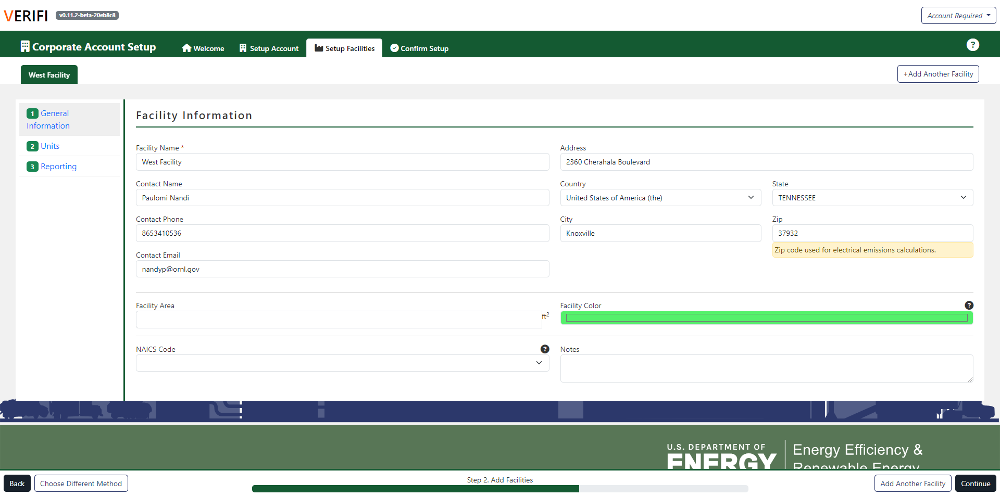 VERIFI v0.11.2-beta-20eb8c8
Account Required
Corporate Account Setup Welcome Setup Account Setup Facilities Confirm Setup ?
West Facility
+Add Another Facility
1 General Information
2 Units
3 Reporting
Facility Information
Facility Name *
West Facility
Address
2360 Cherahala Boulevard
Contact Name
Paulomi Nandi
Country
United States of America (the)
State
TENNESSEE
Contact Phone
8653410536
City
Knoxville
Zip
37932
Zip code used for electrical emissions calculations.
Contact Email
nandyp@ornl.gov
Facility Area
ft2
Facility Color ?
NAICS Code ?
Notes
U.S. DEPARTMENT OF
ENERGY
Energy Efficiency &
Renewable Energy
Back
Choose Different Method
Step 2. Add Facilities
Add Another Facility
Continue